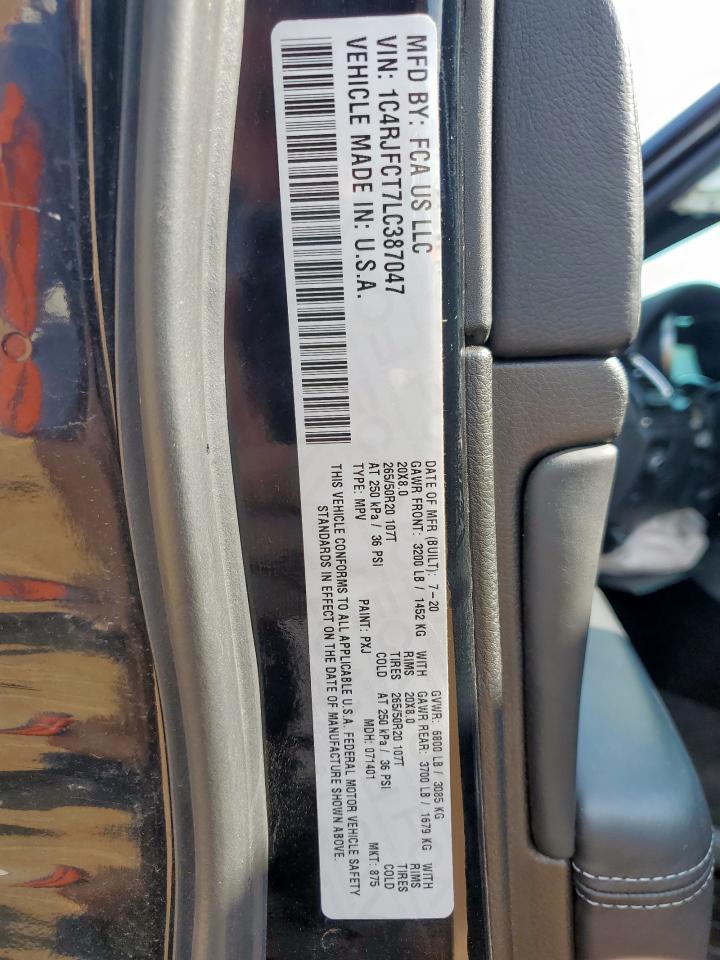 MFD BY: FCA US LLC
VIN: 1C4RJFCT7LC387047
VEHICLE MADE IN: U.S.A.
DATE OF MFR (BUILT): 7-20 GVWR: 6800 LB / 3085 KG
GAWR FRONT: 3200 LB / 1452 KG WITH GAWR REAR: 3700 LB / 1679 KG WITH
20X8.0 RIMS 20X8.0 RIMS
265/50R20 107T TIRES 265/50R20 107T TIRES
AT 250 kPa / 36 PSI COLD AT 250 kPa / 36 PSI COLD
TYPE: MPV PAINT: PXJ MDH: 071401 MKT: 875
THIS VEHICLE CONFORMS TO ALL APPLICABLE U.S.A. FEDERAL MOTOR VEHICLE SAFETY
STANDARDS IN EFFECT ON THE DATE OF MANUFACTURE SHOWN ABOVE.